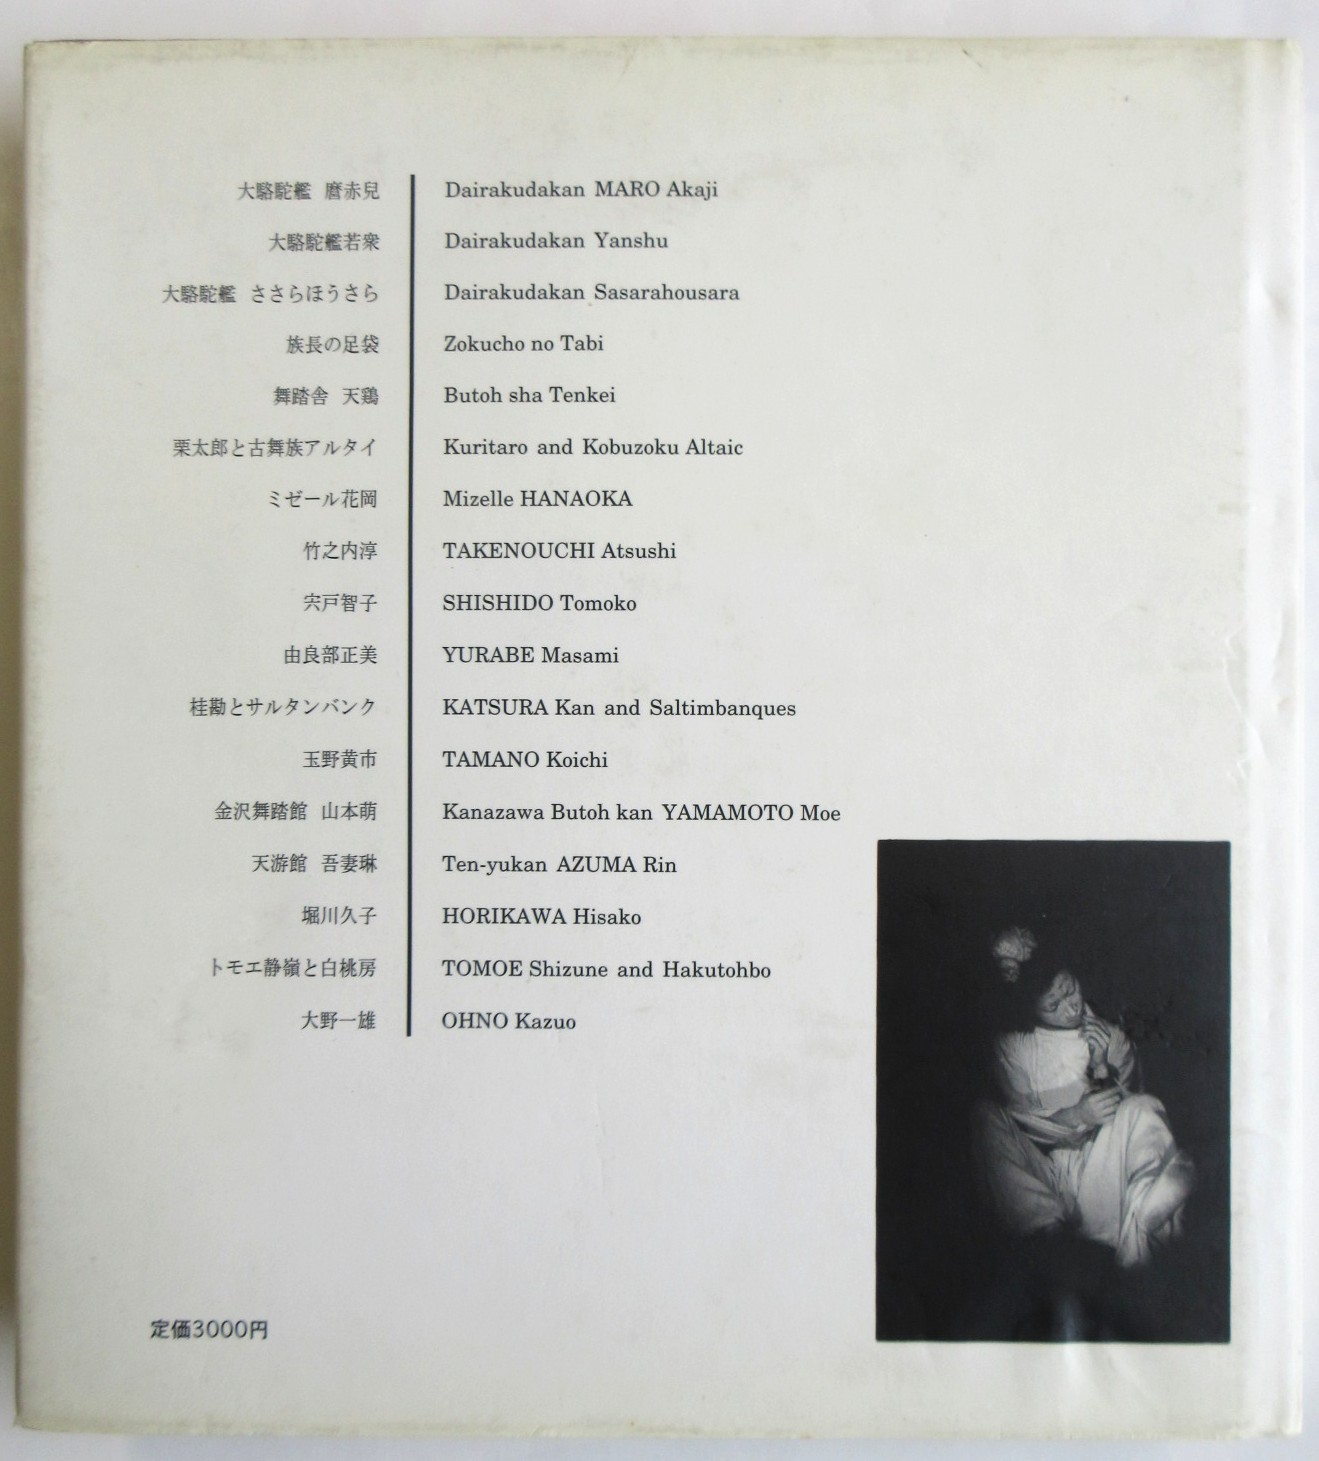 大駱駝艦 麿赤兒 Dairakudakan MARO Akaji
大駱駝艦若衆 Dairakudakan Yanshu
大駱駝艦 ささらほうさら Dairakudakan Sasarahousara
族長の足袋 Zokucho no Tabi
舞踏舎 天鶏 Butoh sha Tenkei
栗太郎と古舞族アルタイ Kuritaro and Kobuzoku Altaic
ミゼール花岡 Mizelle HANAOKA
竹之内淳 TAKENOUCHI Atsushi
宍戸智子 SHISHIDO Tomoko
由良部正美 YURABE Masami
桂勘とサルタンバンク KATSURA Kan and Saltimbanques
玉野黄市 TAMANO Koichi
金沢舞踏館 山本萌 Kanazawa Butoh kan YAMAMOTO Moe
天游館 吾妻琳 Ten-yukan AZUMA Rin
堀川久子 HORIKAWA Hisako
トモエ静嶺と白桃房 TOMOE Shizune and Hakutohbo
大野一雄 OHNO Kazuo
定価3000円